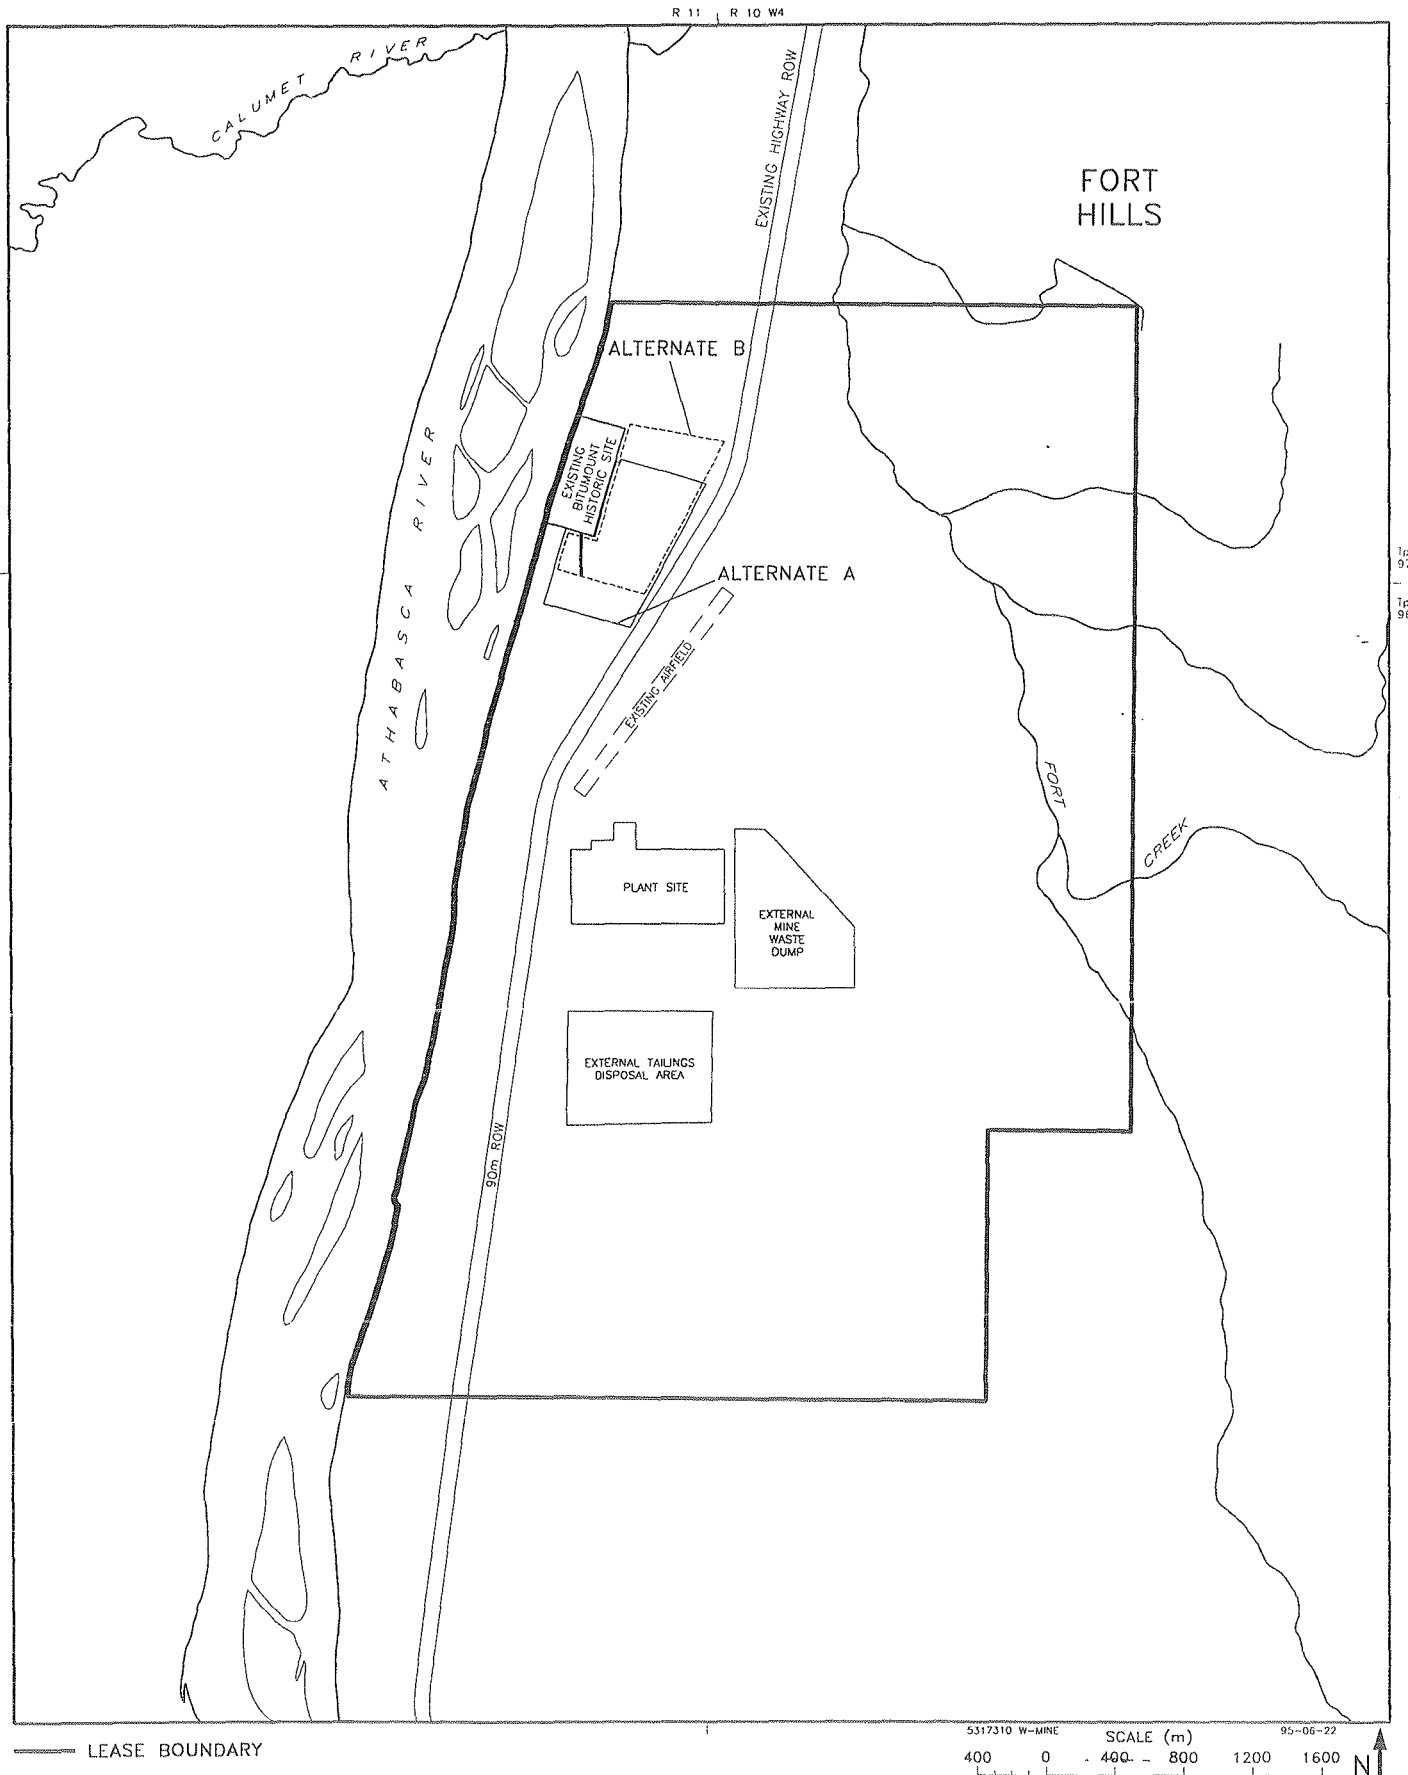 R 11 R 10 W4
CALUMET RIVER
EXISTING HIGHWAY ROW
FORT
HILLS
ALTERNATE B
EXISTING
BITUMOUNT
HISTORIC SITE
ATHABASCA RIVER
ALTERNATE A
EXISTING AIRFIELD
FORT CREEK
PLANT SITE
EXTERNAL
MINE
WASTE
DUMP
EXTERNAL TAILINGS
DISPOSAL AREA
90m ROW
LEASE BOUNDARY
5317310 W-MINE
95-06-22
SCALE (m)
400 0 400 800 1200 1600
N